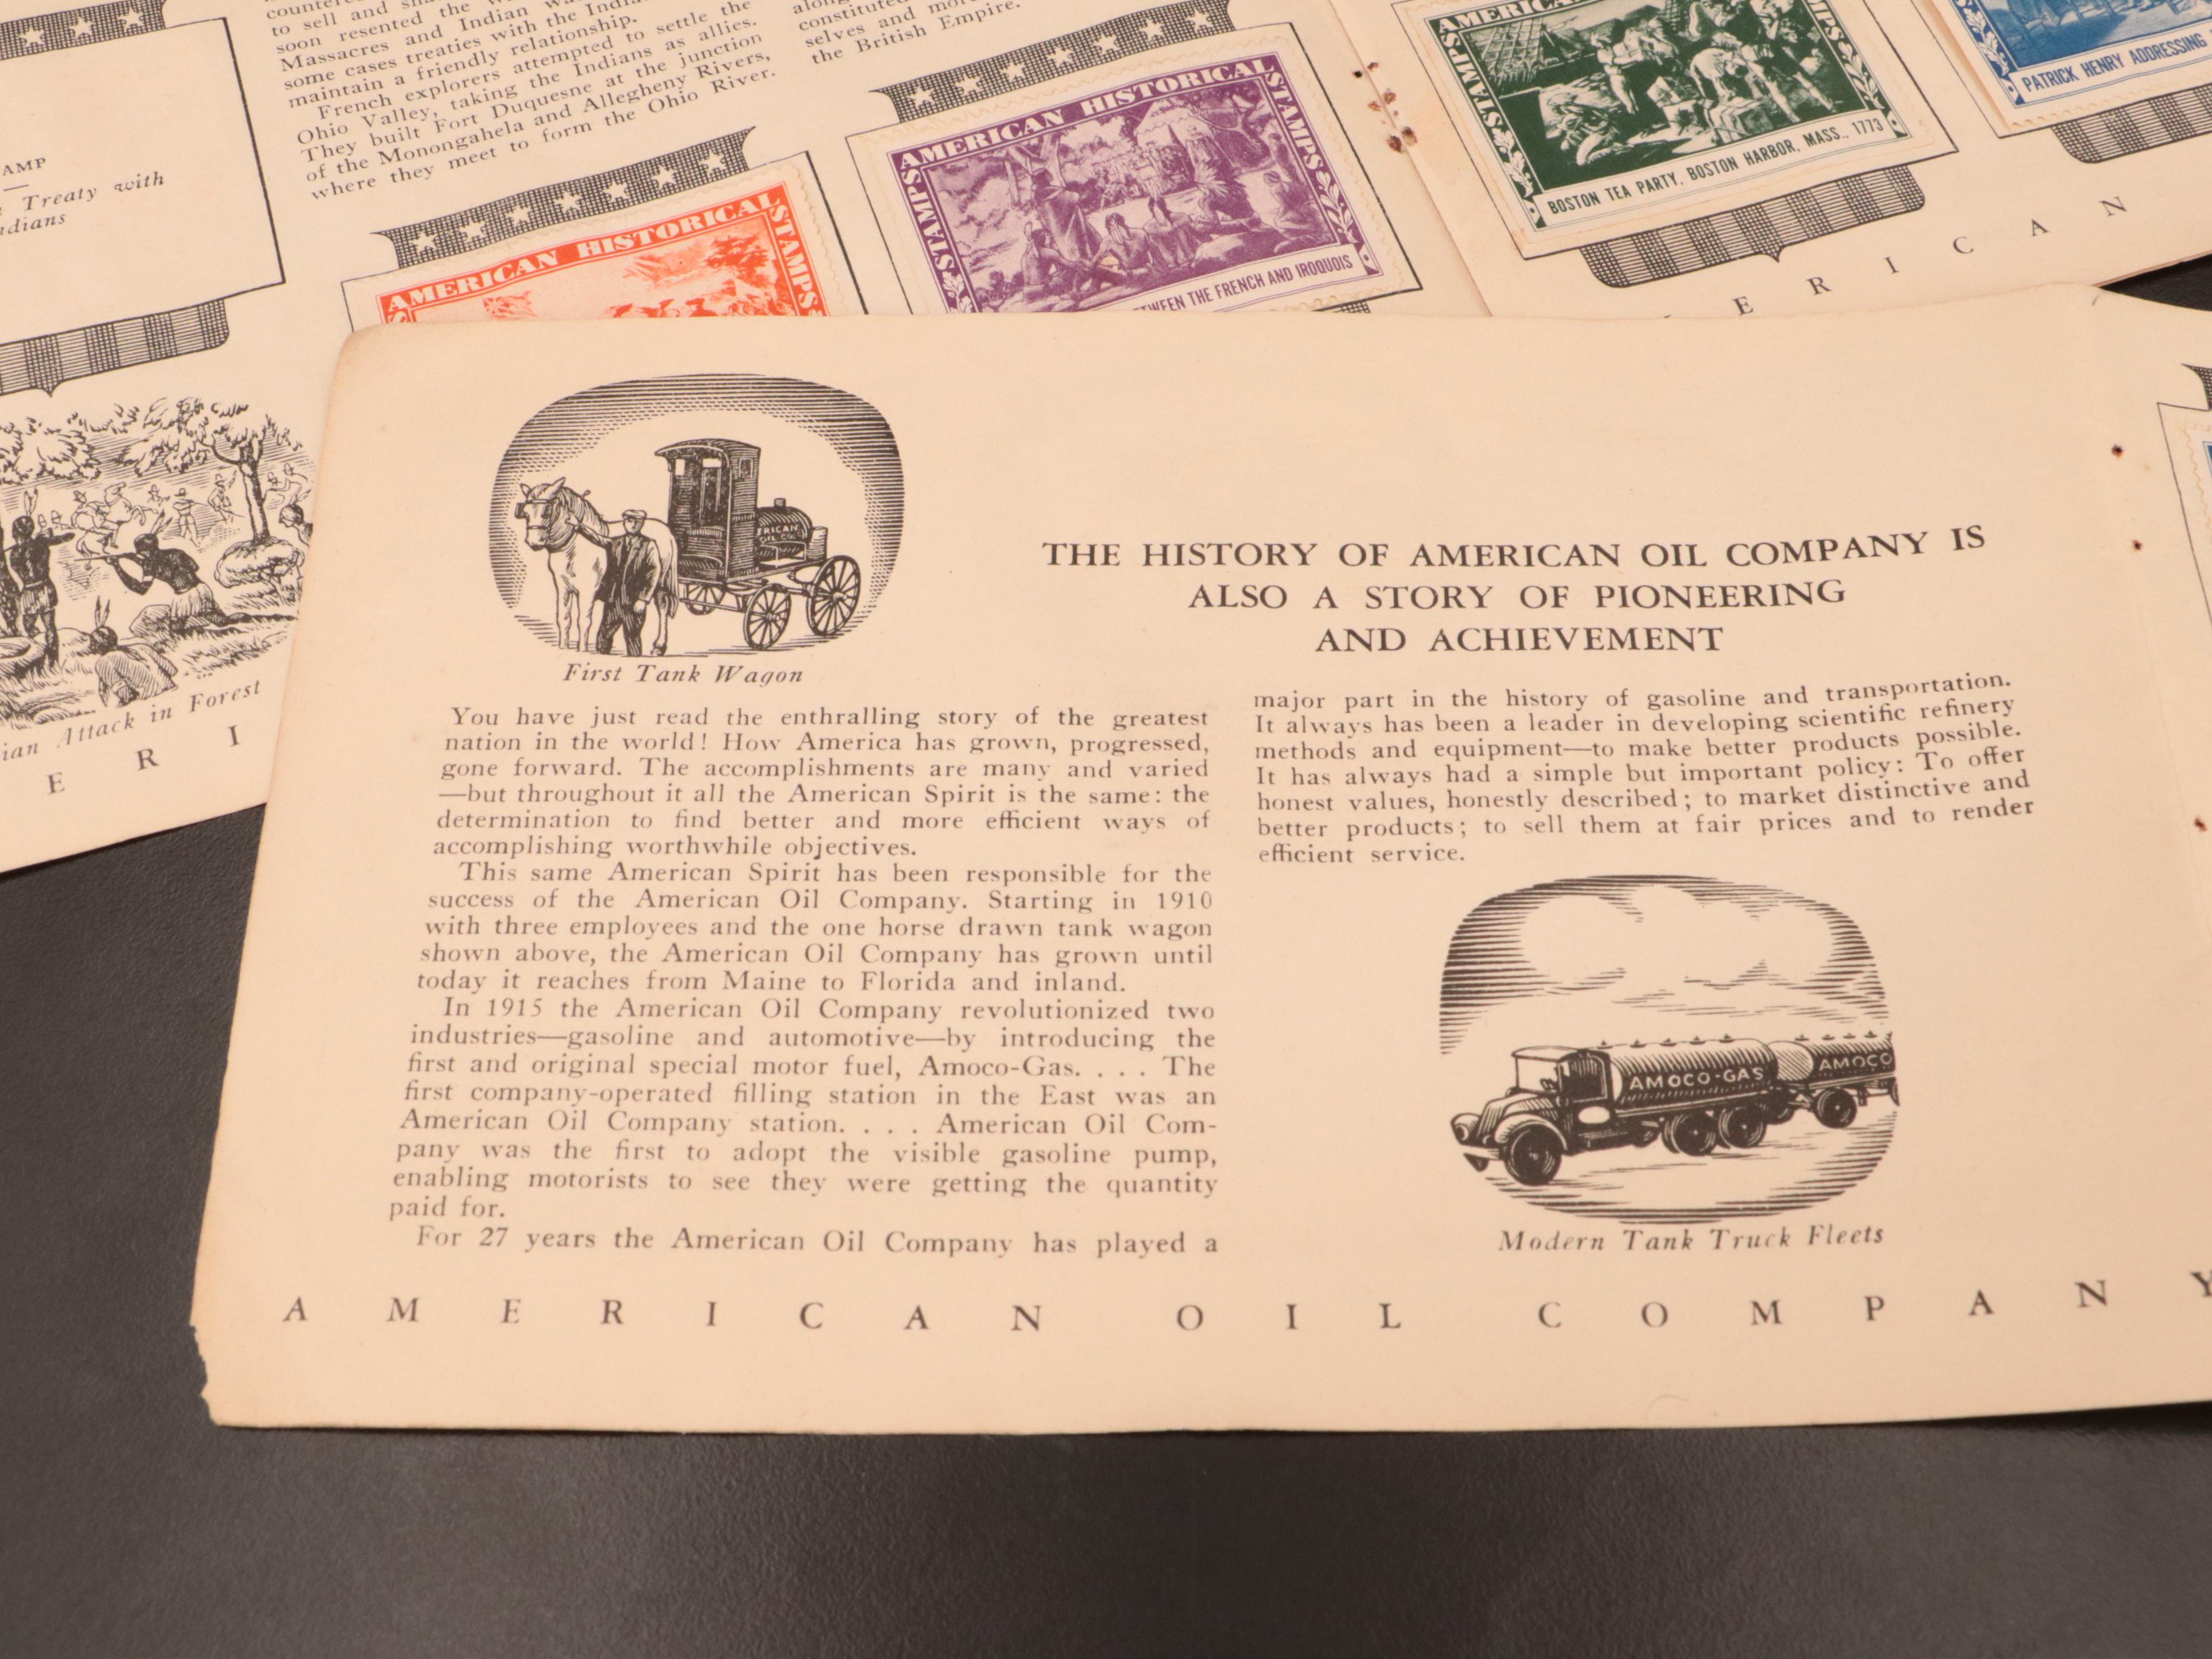 to sell and
soon resented the
Massacres and Indian
some cases treaties with the
maintain a friendly relationship.
French explorers attempted to settle the
Ohio Valley, taking the Indians as allies.
They built Fort Duquesne at the junction
of the Monongahela and Allegheny Rivers,
where they meet to form the Ohio River.
constituted
selves and
the British Empire.
Treaty with
AMERICAN HISTORICAL STAMPS
AMERICAN HISTORICAL STAMPS
STAMPS
THE FRENCH AND IROQUOIS
STAMPS
BOSTON TEA PARTY, BOSTON HARBOR, MASS., 1773
PATRICK HENRY ADDRESSING
E R I C A N
Attack in Forest
E R I
First Tank Wagon
THE HISTORY OF AMERICAN OIL COMPANY IS
ALSO A STORY OF PIONEERING
AND ACHIEVEMENT
You have just read the enthralling story of the greatest
nation in the world! How America has grown, progressed,
gone forward. The accomplishments are many and varied
—but throughout it all the American Spirit is the same: the
determination to find better and more efficient ways of
accomplishing worthwhile objectives.
This same American Spirit has been responsible for the
success of the American Oil Company. Starting in 1910
with three employees and the one horse drawn tank wagon
shown above, the American Oil Company has grown until
today it reaches from Maine to Florida and inland.
In 1915 the American Oil Company revolutionized two
industries—gasoline and automotive—by introducing the
first and original special motor fuel, Amoco-Gas. . . . The
first company-operated filling station in the East was an
American Oil Company station. . . . American Oil Com-
pany was the first to adopt the visible gasoline pump,
enabling motorists to see they were getting the quantity
paid for.
For 27 years the American Oil Company has played a
major part in the history of gasoline and transportation.
It always has been a leader in developing scientific refinery
methods and equipment—to make better products possible.
It has always had a simple but important policy: To offer
honest values, honestly described; to market distinctive and
better products; to sell them at fair prices and to render
efficient service.
AMOCO-GAS
AMOCO
Modern Tank Truck Fleets
A M E R I C A N O I L C O M P A N Y